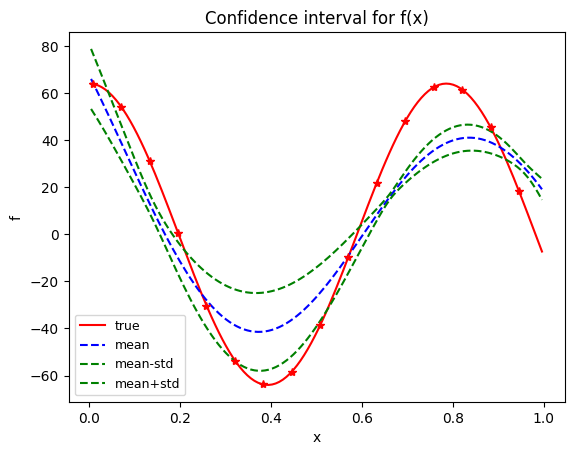 Confidence interval for f(x)
80
60
40
20
0
−20
−40
−60
f
true
mean
mean-std
mean+std
0.0 0.2 0.4 0.6 0.8 1.0
x